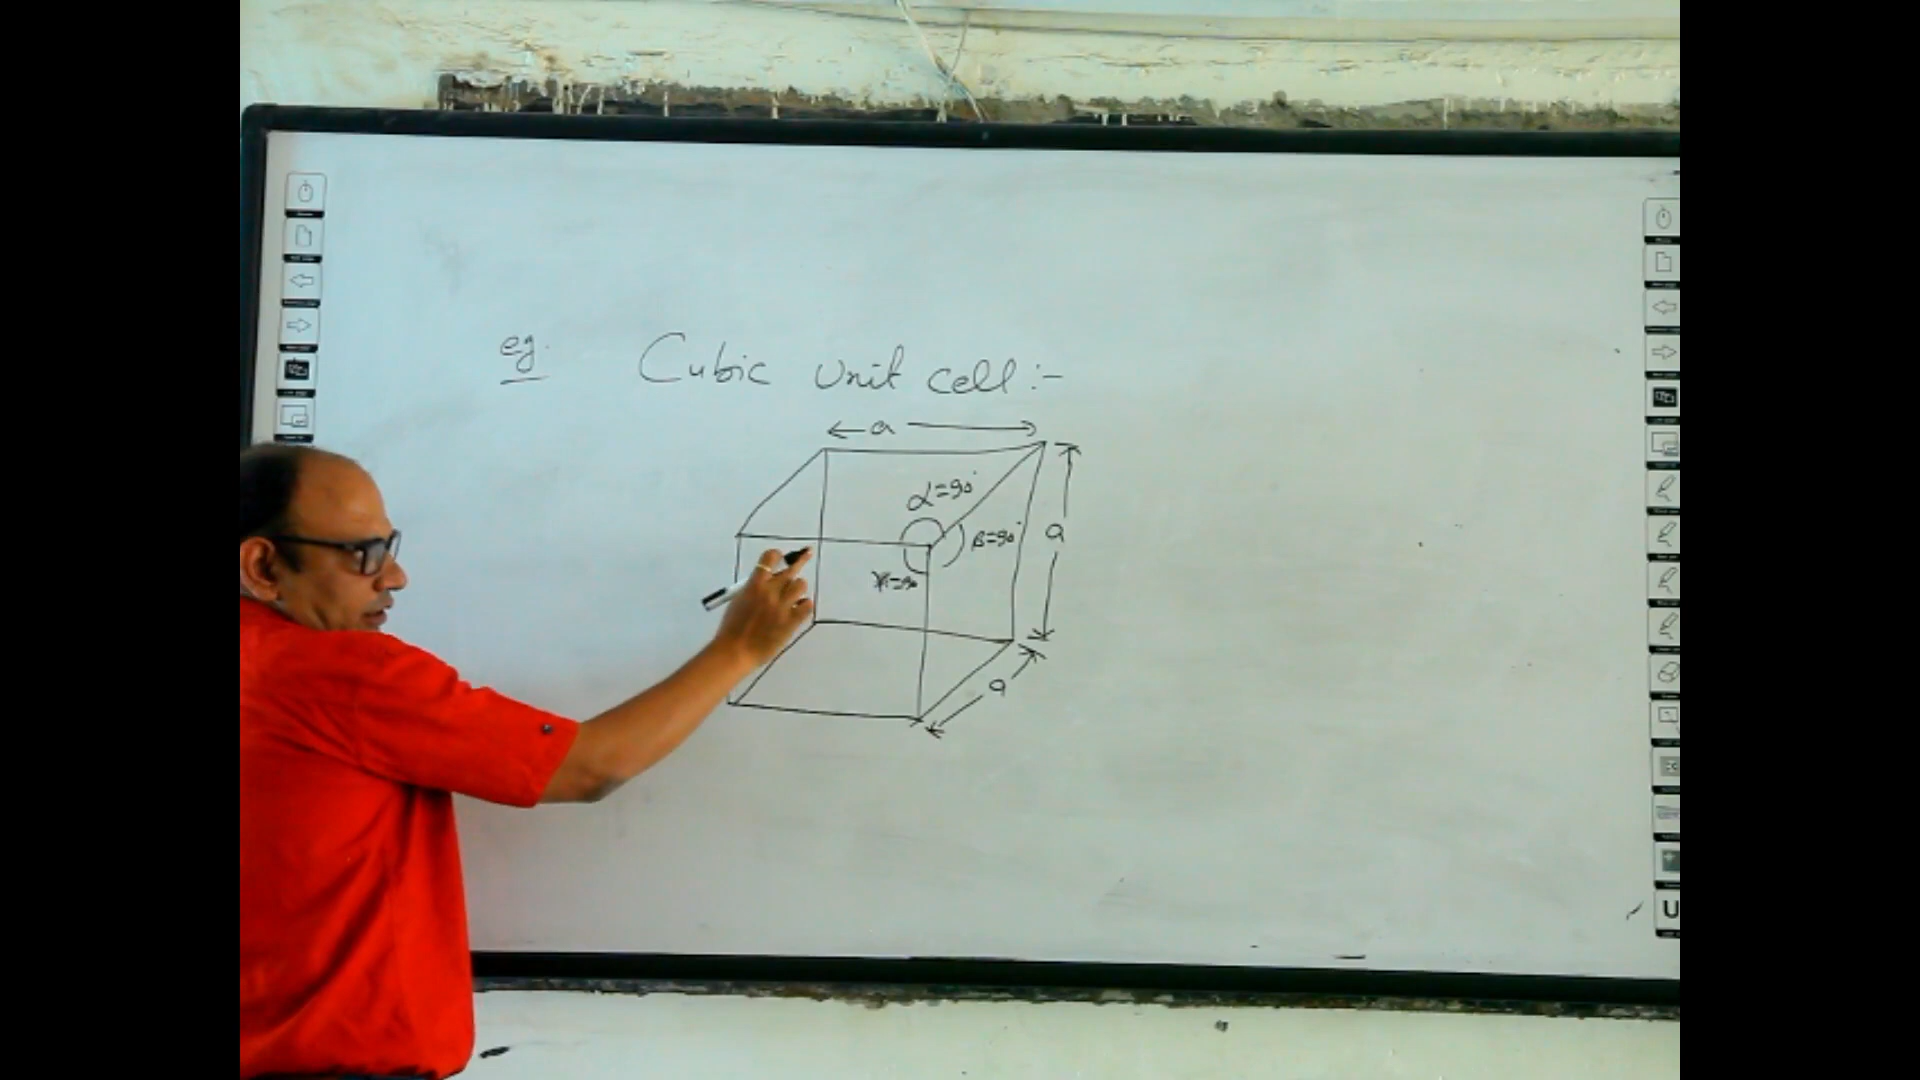 eg. Cubic Unit cell :-
a
α=90°
β=90°
a
γ=90
a
U